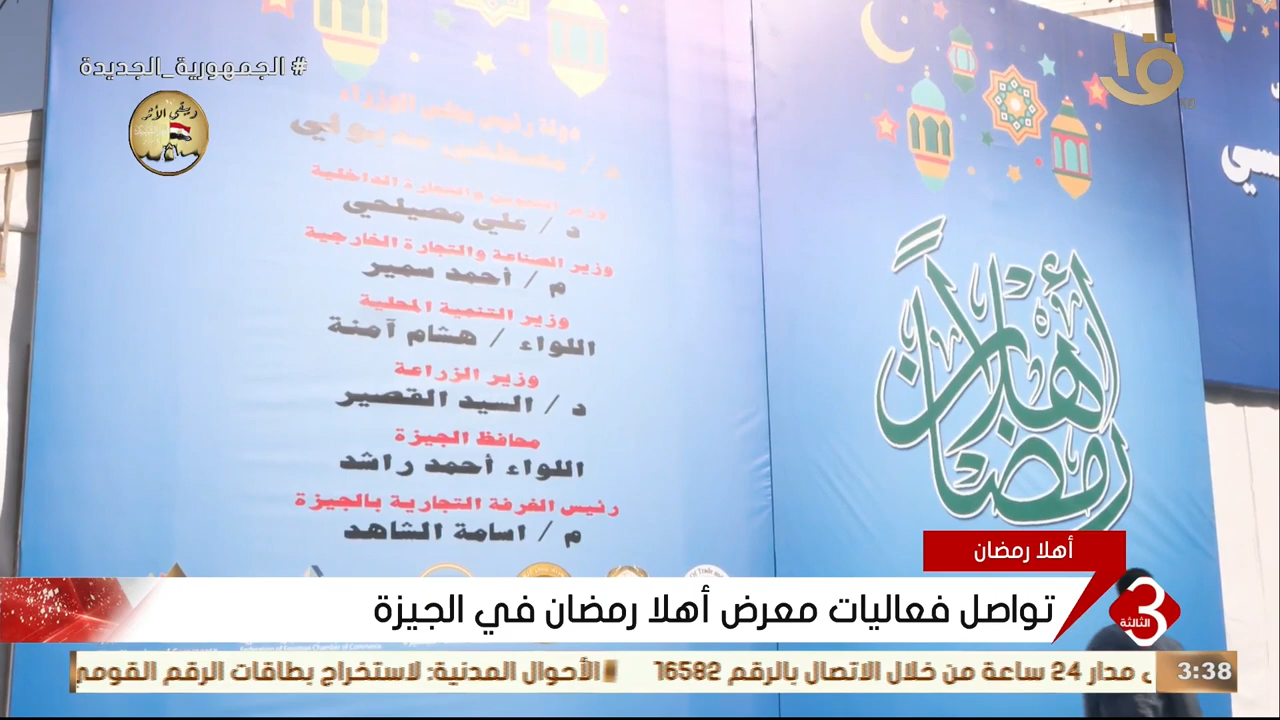 # الجمهورية_الجديدة
دولة رئيس مجلس الوزراء
د / مصطفى مدبولي
وزير التموين والتجارة الداخلية
د / علي مصيلحي
وزير الصناعة والتجارة الخارجية
م / أحمد سمير
وزير التنمية المحلية
اللواء / هشام آمنة
وزير الزراعة
د / السيد القصير
محافظ الجيزة
اللواء أحمد راشد
رئيس الغرفة التجارية بالجيزة
م / اسامة الشاهد
أهلاً
رمضان
أهلا رمضان
تواصل فعاليات معرض أهلا رمضان في الجيزة
3
الثالثة
مدار 24 ساعة من خلال الاتصال بالرقم 16582 الأحوال المدنية: لاستخراج بطاقات الرقم القومي
3:38